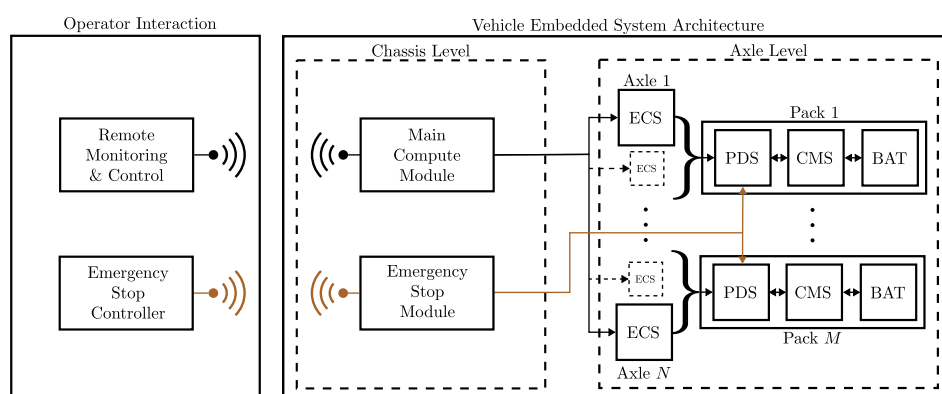 Operator Interaction
Vehicle Embedded System Architecture
Chassis Level
Axle Level
Remote
Monitoring
& Control
Main
Compute
Module
Axle 1
ECS
ECS
Pack 1
PDS
CMS
BAT
Emergency
Stop
Controller
Emergency
Stop
Module
ECS
ECS
Axle N
PDS
CMS
BAT
Pack M